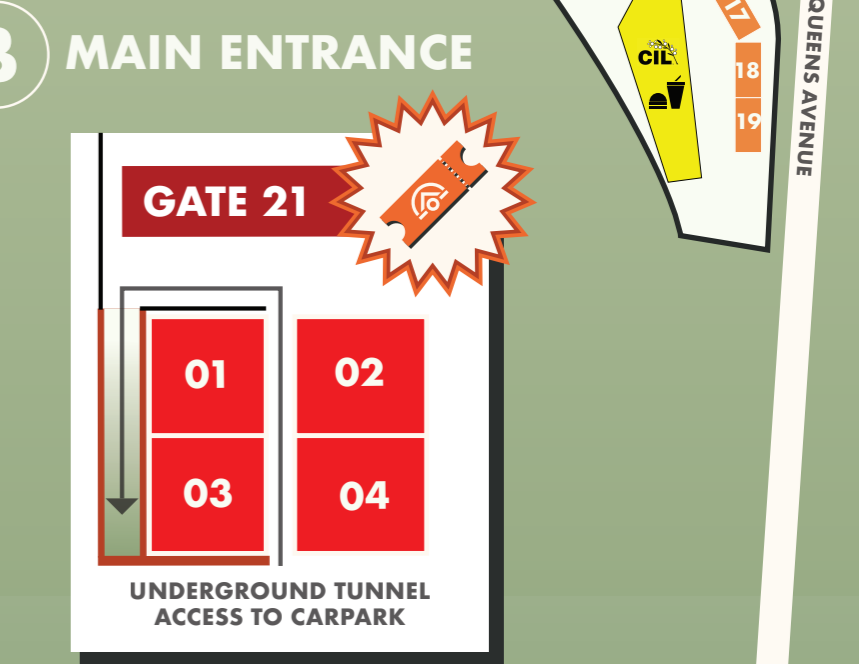 3 MAIN ENTRANCE
17
CIL
18
19
QUEENS AVENUE
GATE 21
01
02
03
04
UNDERGROUND TUNNEL
ACCESS TO CARPARK